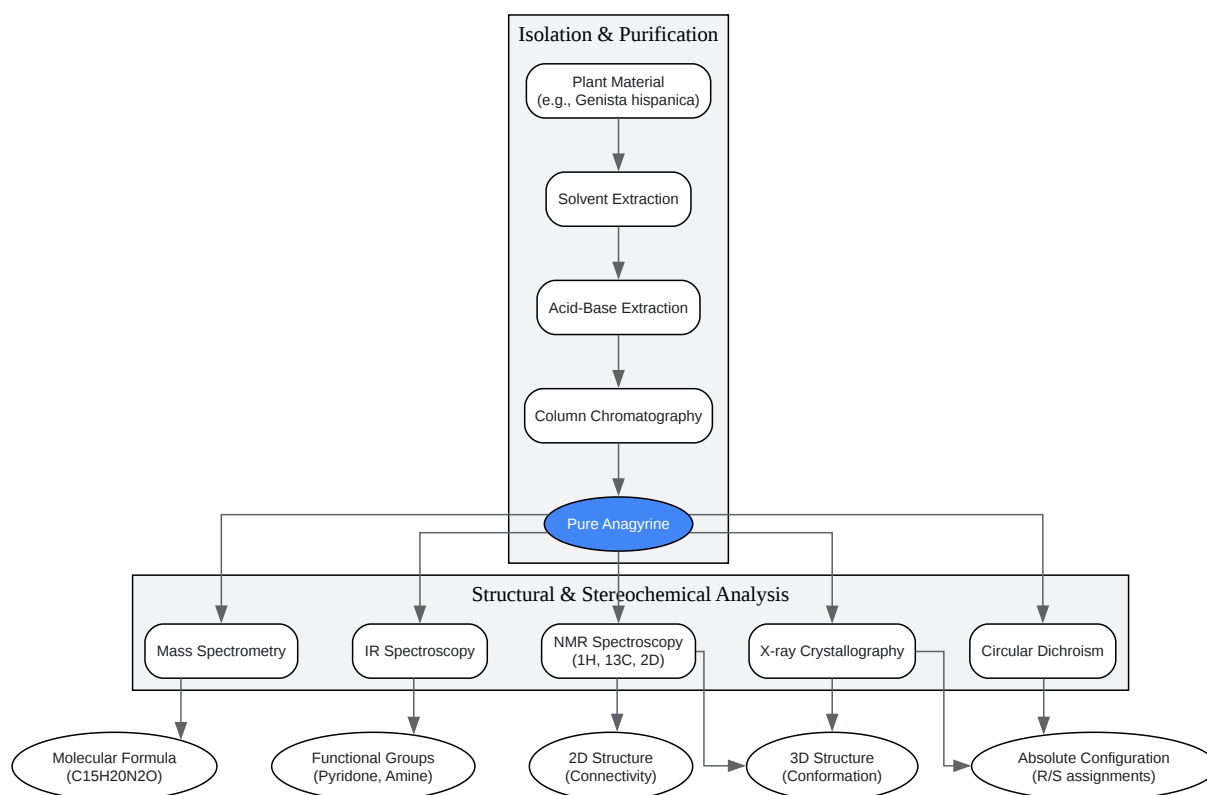 Isolation & Purification
Plant Material
(e.g., Genista hispanica)
Solvent Extraction
Acid-Base Extraction
Column Chromatography
Pure Anagyrine
Structural & Stereochemical Analysis
Mass Spectrometry
IR Spectroscopy
NMR Spectroscopy
(1H, 13C, 2D)
X-ray Crystallography
Circular Dichroism
Molecular Formula
(C15H20N2O)
Functional Groups
(Pyridone, Amine)
2D Structure
(Connectivity)
3D Structure
(Conformation)
Absolute Configuration
(R/S assignments)